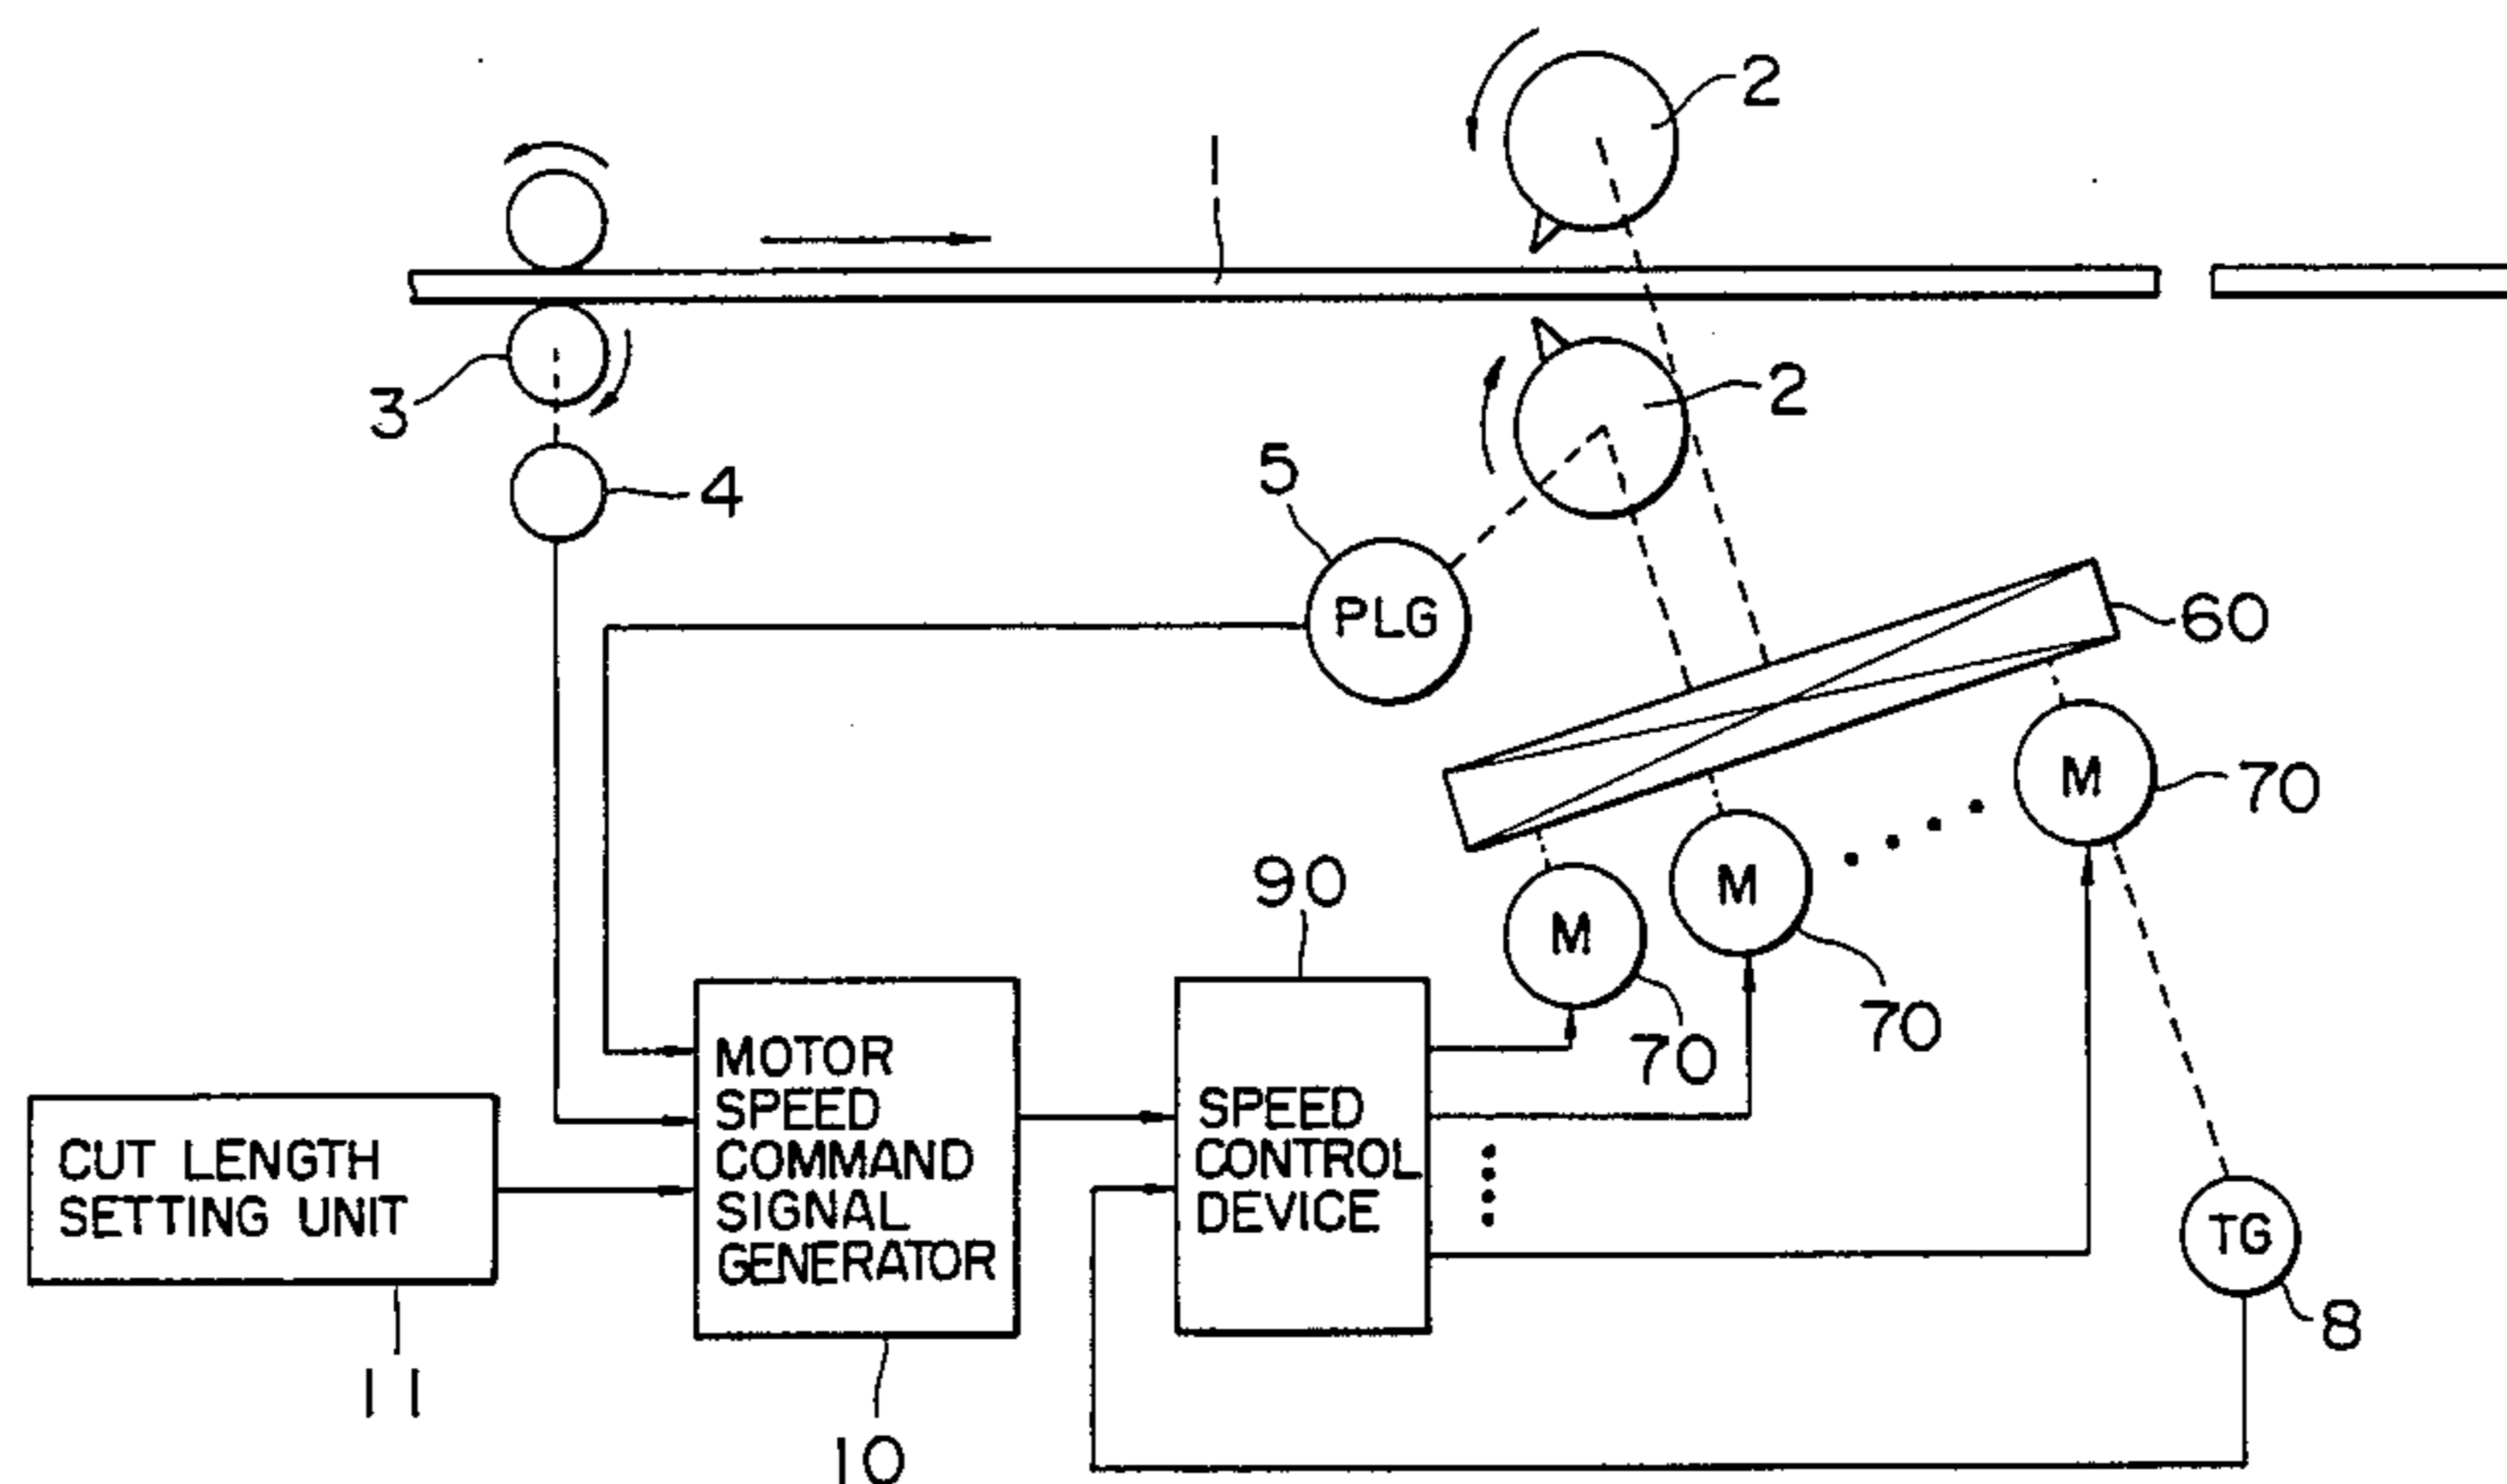 2
1
2
3
4
5
PLG
60
M
70
M
70
M
70
90
MOTOR
SPEED
COMMAND
SIGNAL
GENERATOR
SPEED
CONTROL
DEVICE
CUT LENGTH
SETTING UNIT
TG
8
11
10